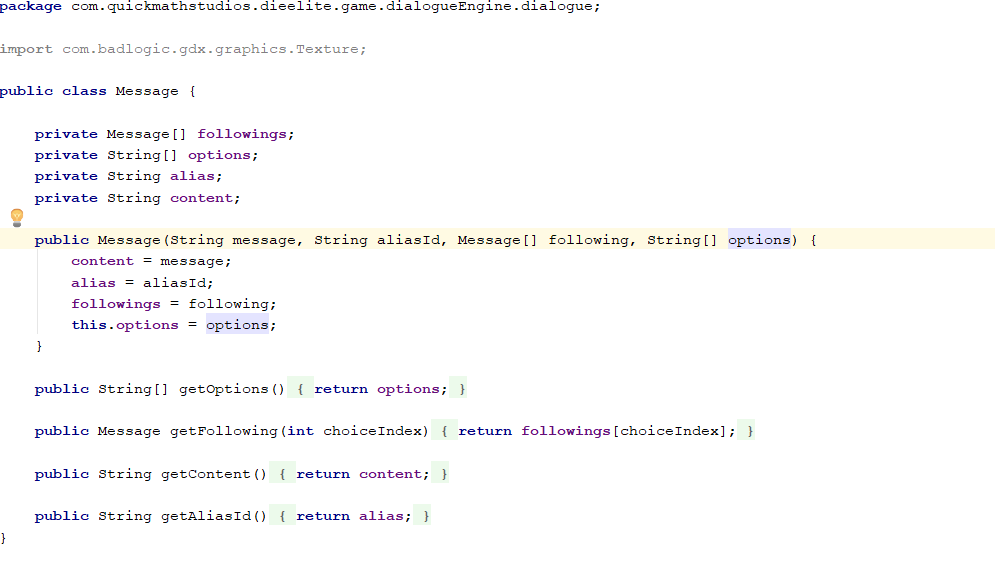 package com.quickmathstudios.dieelite.game.dialogueEngine.dialogue;
import com.badlogic.gdx.graphics.Texture;
public class Message {
private Message[] followings;
private String[] options;
private String alias;
private String content;
public Message(String message, String aliasId, Message[] following, String[] options) {
content = message;
alias = aliasId;
followings = following;
this.options = options;
}
public String[] getOptions() { return options; }
public Message getFollowing(int choiceIndex) { return followings[choiceIndex]; }
public String getContent() { return content; }
public String getAliasId() { return alias; }
}